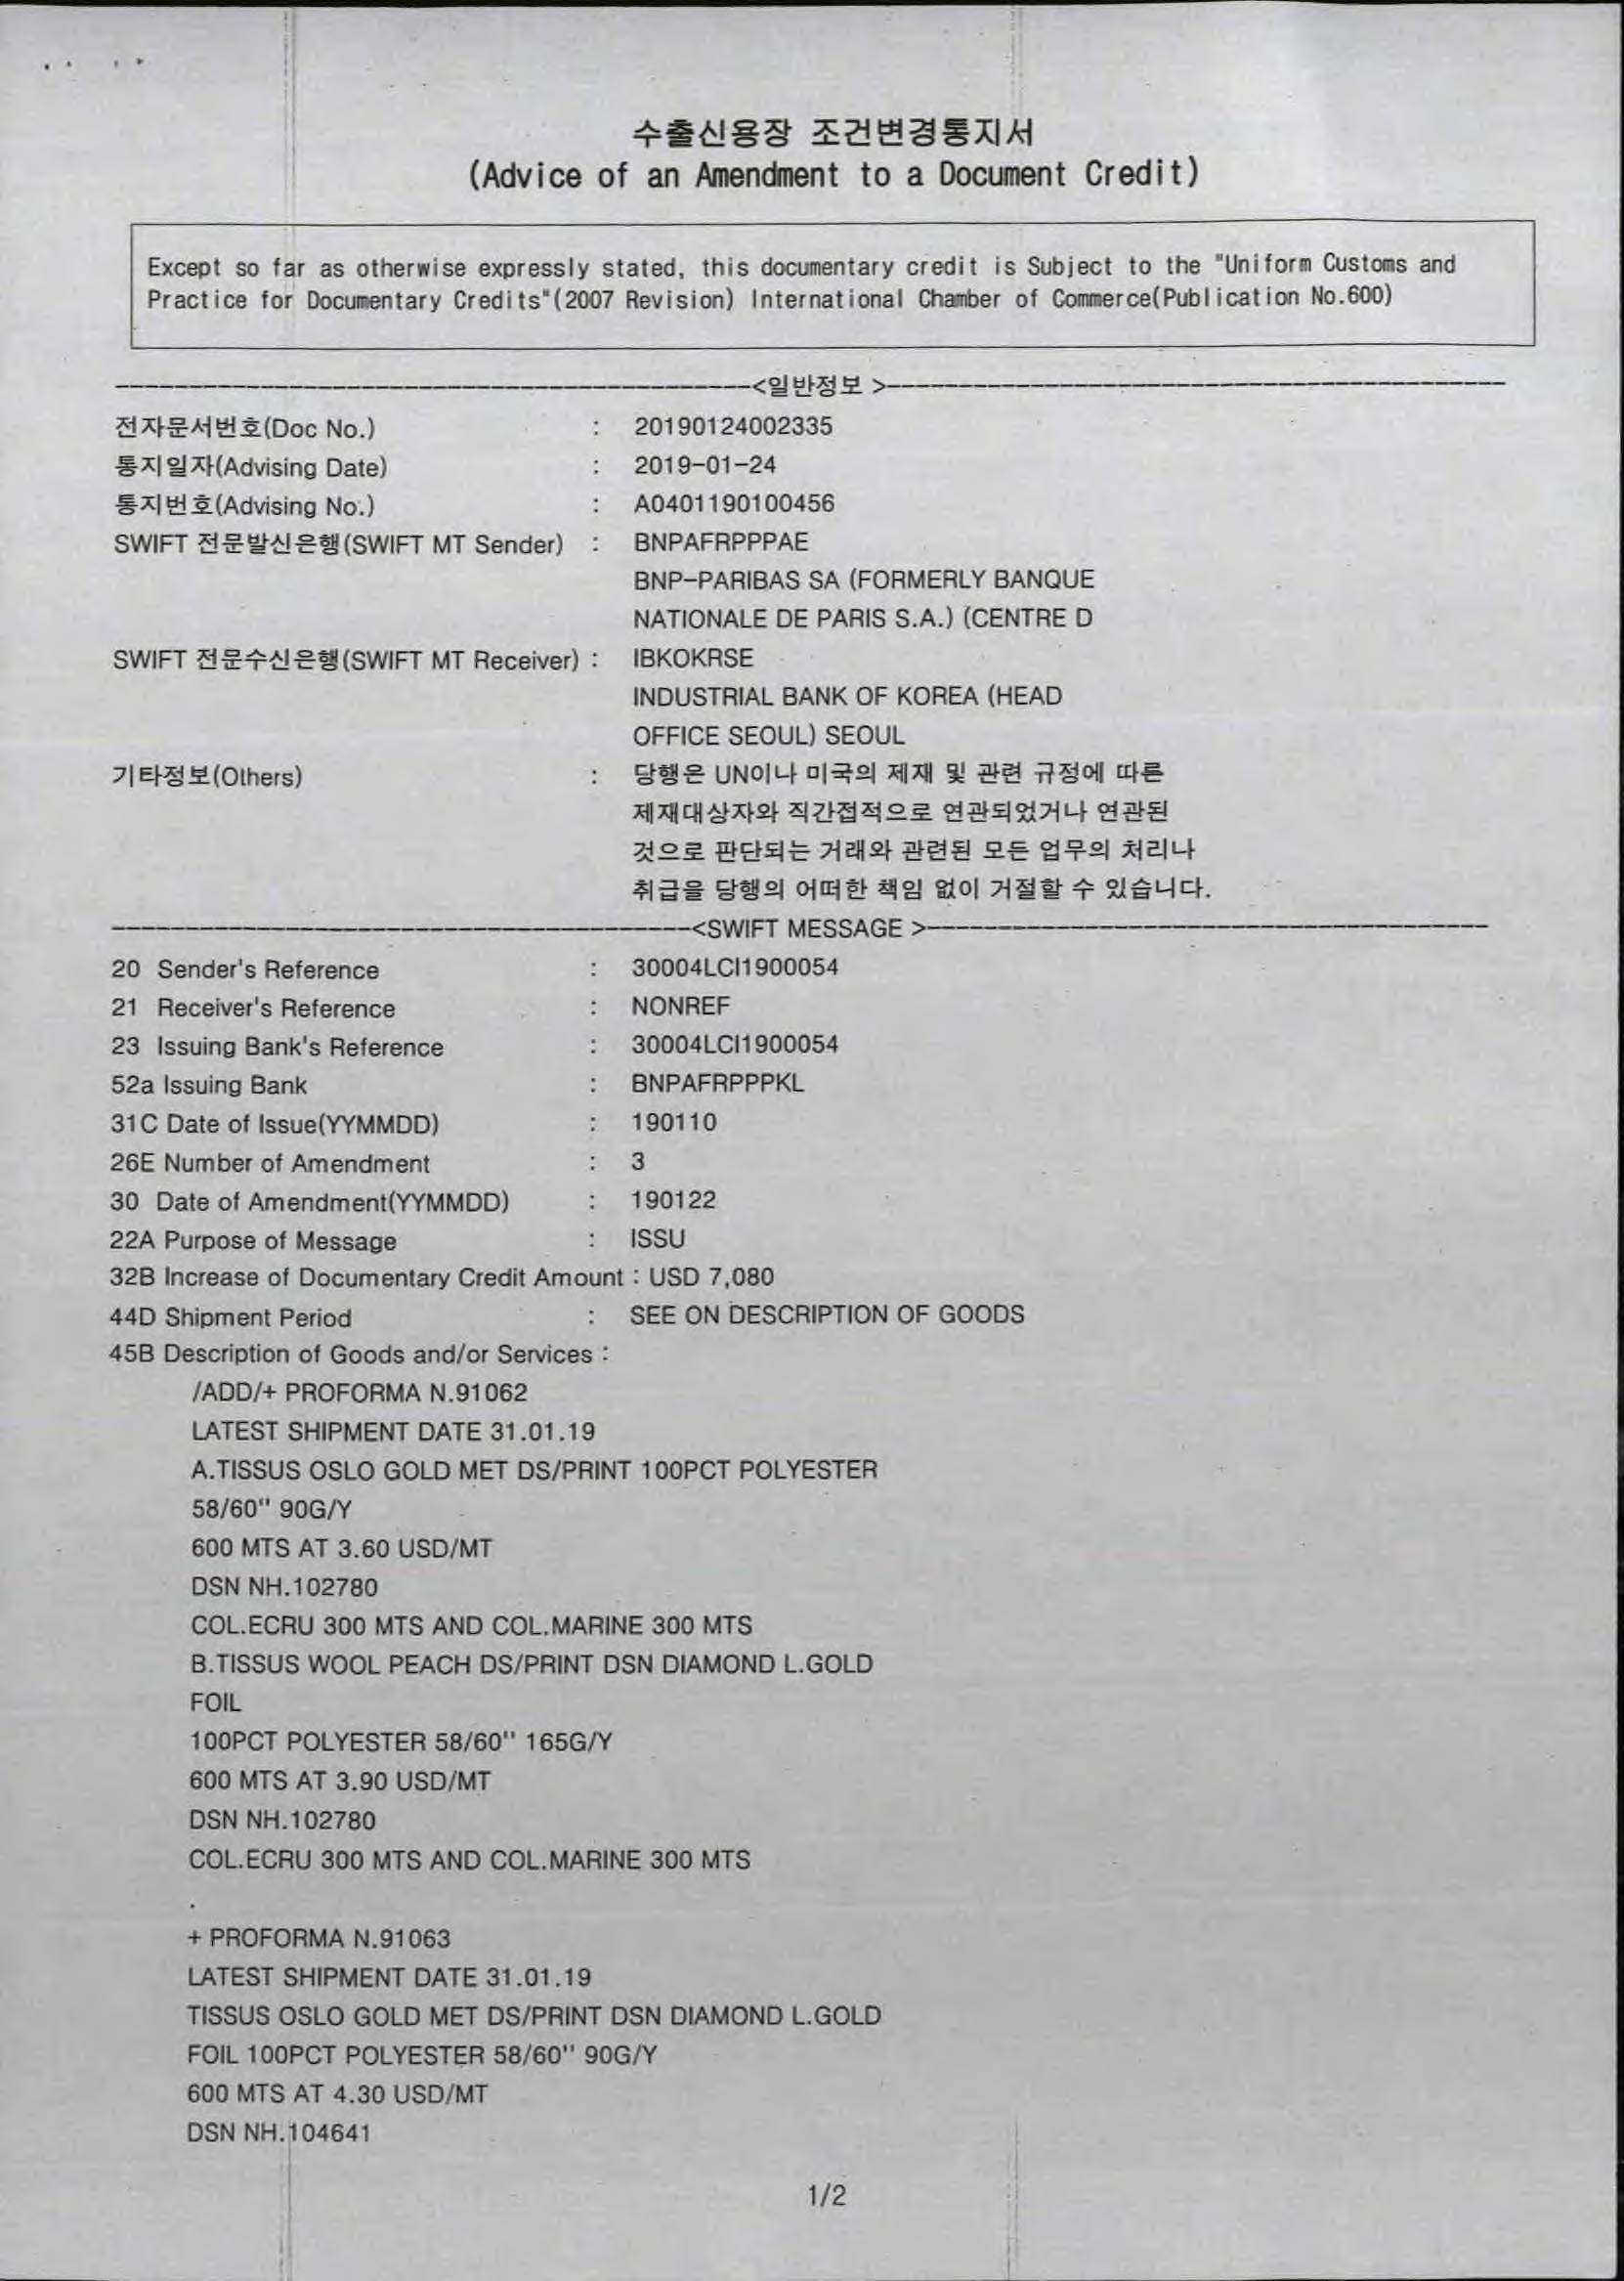 수출신용장 조건변경통지서
(Advice of an Amendment to a Document Credit)
Except so far as otherwise expressly stated, this documentary credit is Subject to the "Uniform Customs and
Practice for Documentary Credits"(2007 Revision) International Chamber of Commerce(Publication No.600)
<일반정보 >
전자문서번호(Doc No.) : 20190124002335
통지일자(Advising Date) : 2019-01-24
통지번호(Advising No.) : A0401190100456
SWIFT 전문발신은행(SWIFT MT Sender) : BNPAFRPPPAE
BNP-PARIBAS SA (FORMERLY BANQUE
NATIONALE DE PARIS S.A.) (CENTRE D
SWIFT 전문수신은행(SWIFT MT Receiver) : IBKOKRSE
INDUSTRIAL BANK OF KOREA (HEAD
OFFICE SEOUL) SEOUL
기타정보(Others) : 당행은 UN이나 미국의 제재 및 관련 규정에 따른
제재대상자와 직간접적으로 연관되었거나 연관된
것으로 판단되는 거래와 관련된 모든 업무의 처리나
취급을 당행의 어떠한 책임 없이 거절할 수 있습니다.
<SWIFT MESSAGE >
20 Sender's Reference : 30004LCI1900054
21 Receiver's Reference : NONREF
23 Issuing Bank's Reference : 30004LCI1900054
52a Issuing Bank : BNPAFRPPPKL
31C Date of Issue(YYMMDD) : 190110
26E Number of Amendment : 3
30 Date of Amendment(YYMMDD) : 190122
22A Purpose of Message : ISSU
32B Increase of Documentary Credit Amount : USD 7,080
44D Shipment Period : SEE ON DESCRIPTION OF GOODS
45B Description of Goods and/or Services :
/ADD/+ PROFORMA N.91062
LATEST SHIPMENT DATE 31.01.19
A.TISSUS OSLO GOLD MET DS/PRINT 100PCT POLYESTER
58/60" 90G/Y
600 MTS AT 3.60 USD/MT
DSN NH.102780
COL.ECRU 300 MTS AND COL.MARINE 300 MTS
B.TISSUS WOOL PEACH DS/PRINT DSN DIAMOND L.GOLD
FOIL
100PCT POLYESTER 58/60" 165G/Y
600 MTS AT 3.90 USD/MT
DSN NH.102780
COL.ECRU 300 MTS AND COL.MARINE 300 MTS
.
+ PROFORMA N.91063
LATEST SHIPMENT DATE 31.01.19
TISSUS OSLO GOLD MET DS/PRINT DSN DIAMOND L.GOLD
FOIL 100PCT POLYESTER 58/60" 90G/Y
600 MTS AT 4.30 USD/MT
DSN NH.104641
1/2